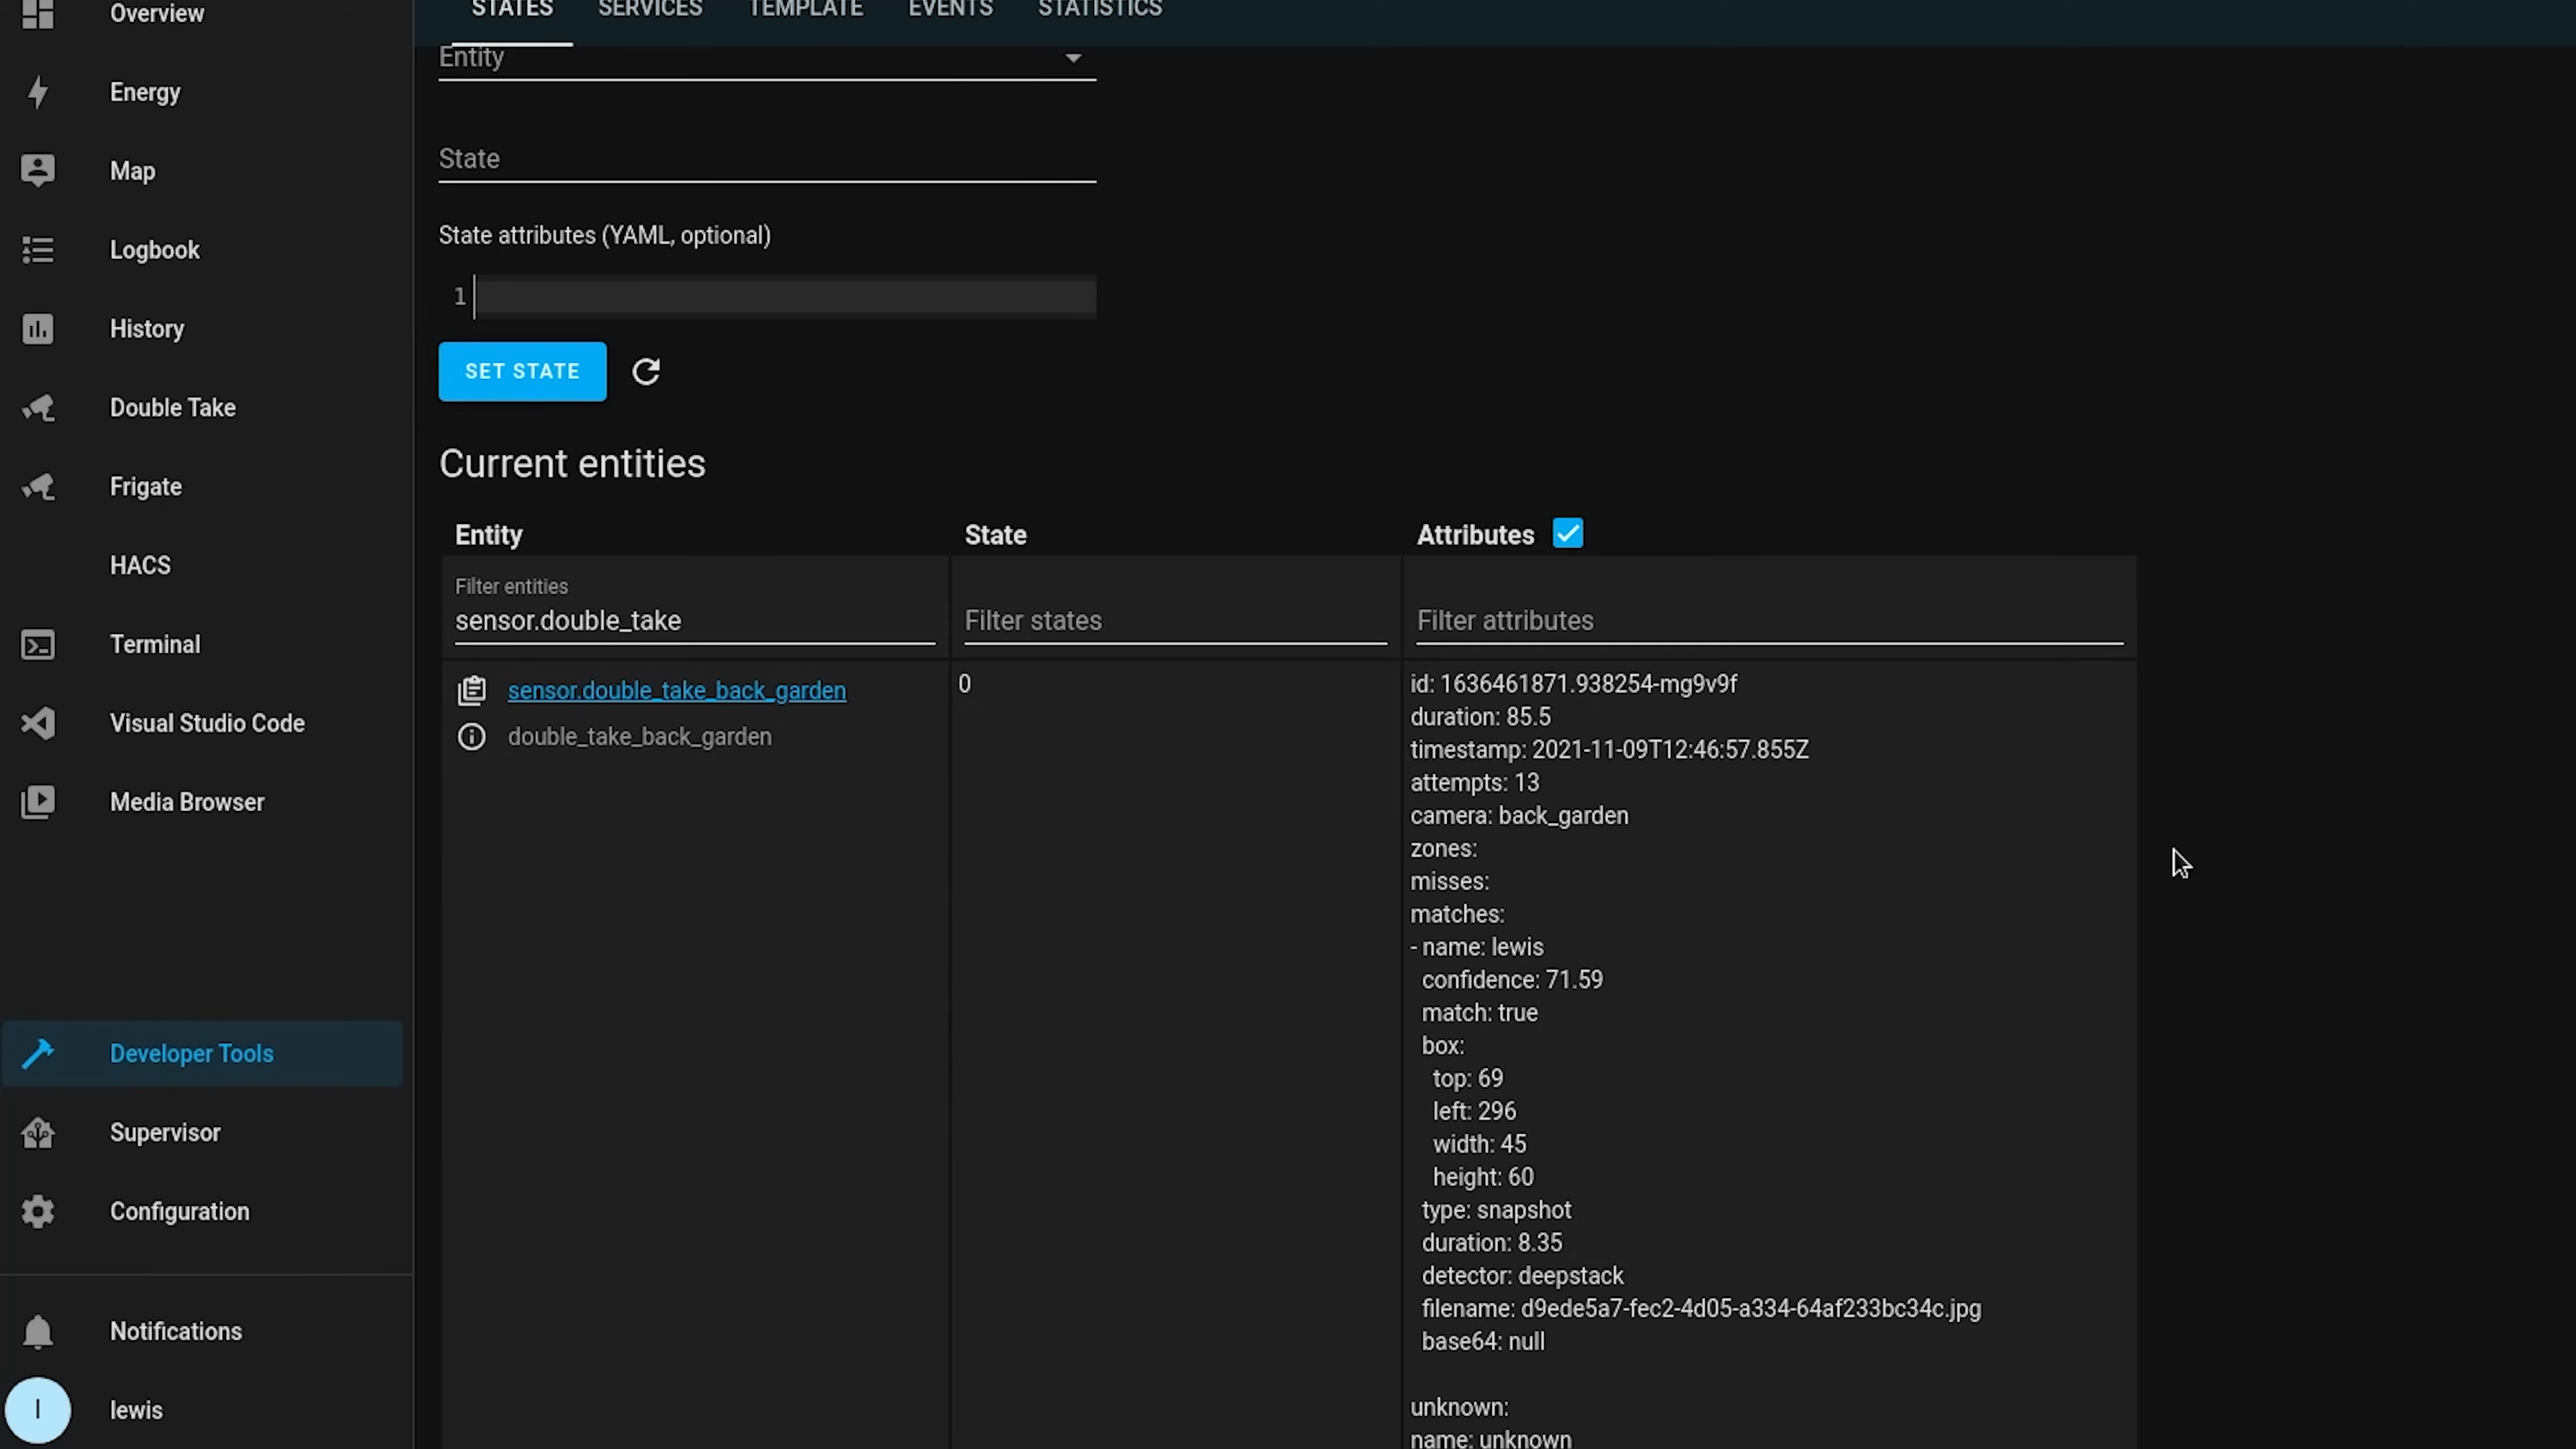 Overview
Energy
Map
Logbook
History
Double Take
Frigate
HACS
Terminal
Visual Studio Code
Media Browser
Developer Tools
Supervisor
Configuration
Notifications
l lewis
STATES SERVICES TEMPLATE EVENTS STATISTICS
Entity
State
State attributes (YAML, optional)
1
SET STATE
Current entities
Entity State Attributes
Filter entities
sensor.double_take Filter states Filter attributes
sensor.double_take_back_garden
double_take_back_garden
0
id: 1636461871.938254-mg9v9f
duration: 85.5
timestamp: 2021-11-09T12:46:57.855Z
attempts: 13
camera: back_garden
zones:
misses:
matches:
- name: lewis
confidence: 71.59
match: true
box:
top: 69
left: 296
width: 45
height: 60
type: snapshot
duration: 8.35
detector: deepstack
filename: d9ede5a7-fec2-4d05-a334-64af233bc34c.jpg
base64: null
unknown:
name: unknown